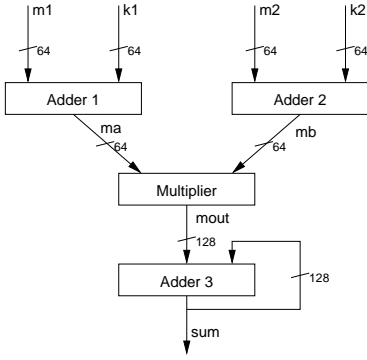 m1 k1 m2 k2
64 64 64 64
Adder 1 Adder 2
ma mb
64 64
Multiplier
mout
128
128
Adder 3
sum